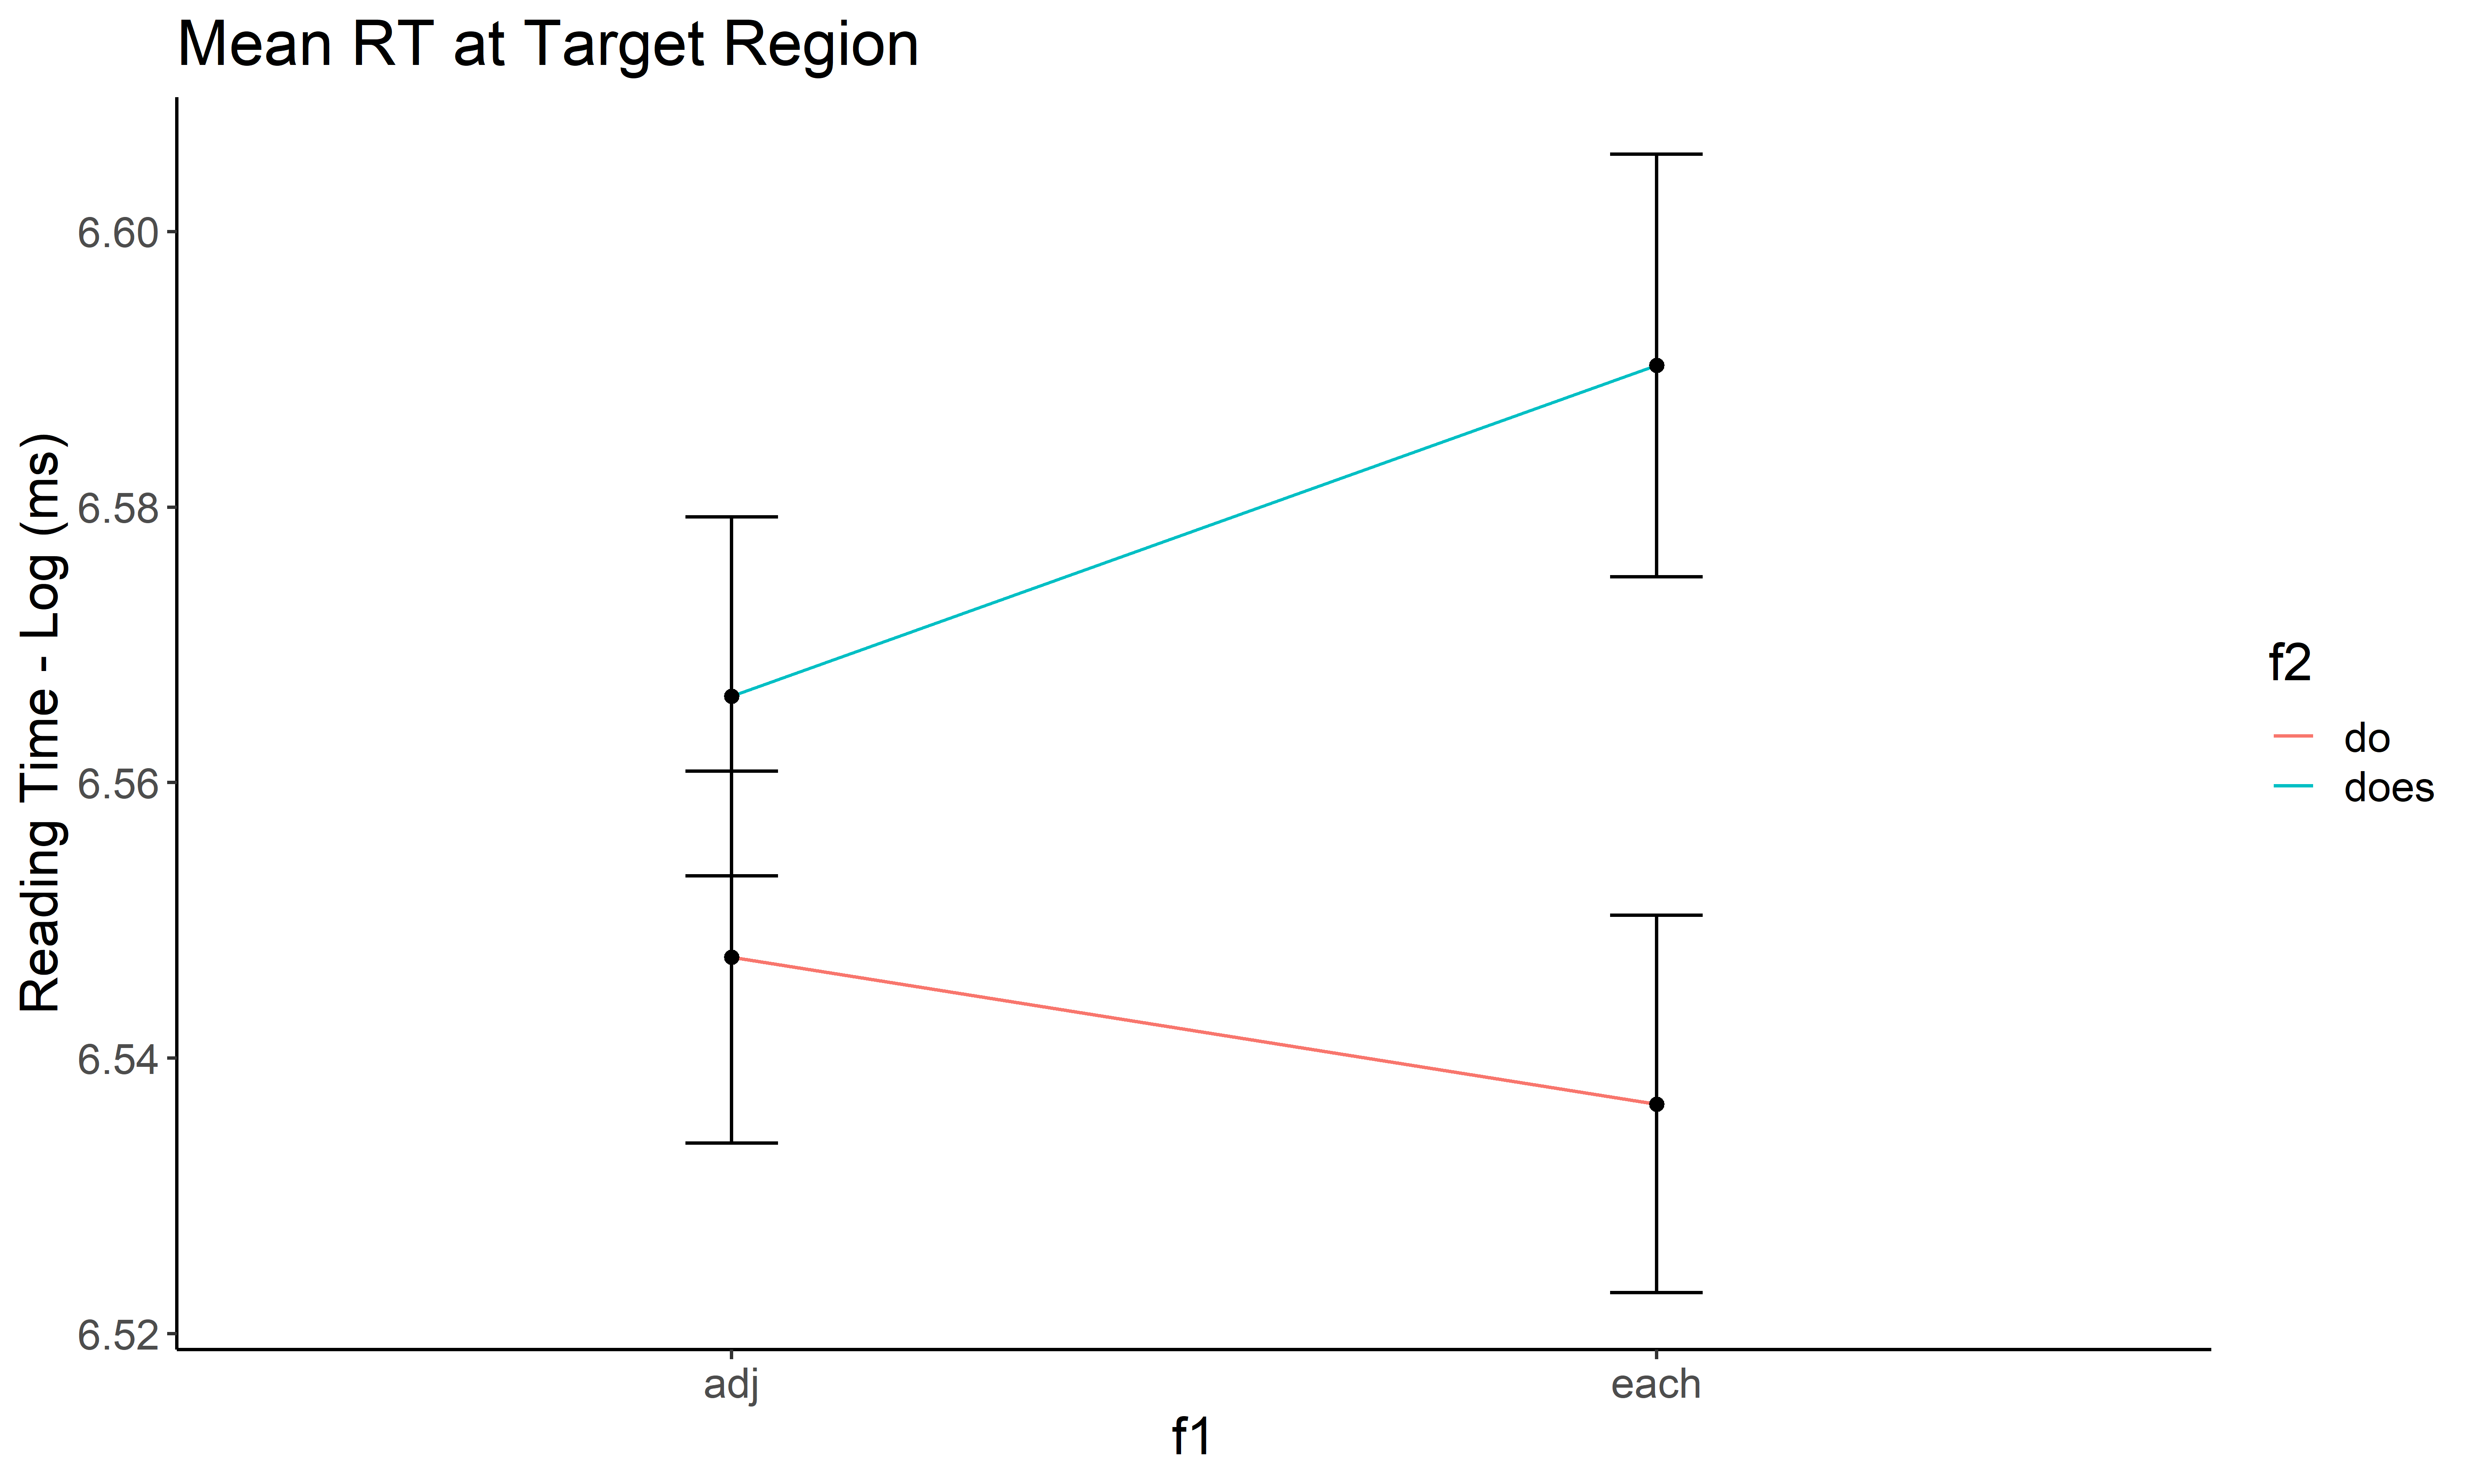 Mean RT at Target Region
Reading Time - Log (ms)
6.60
6.58
6.56
6.54
6.52
adj
each
f1
f2
do
does